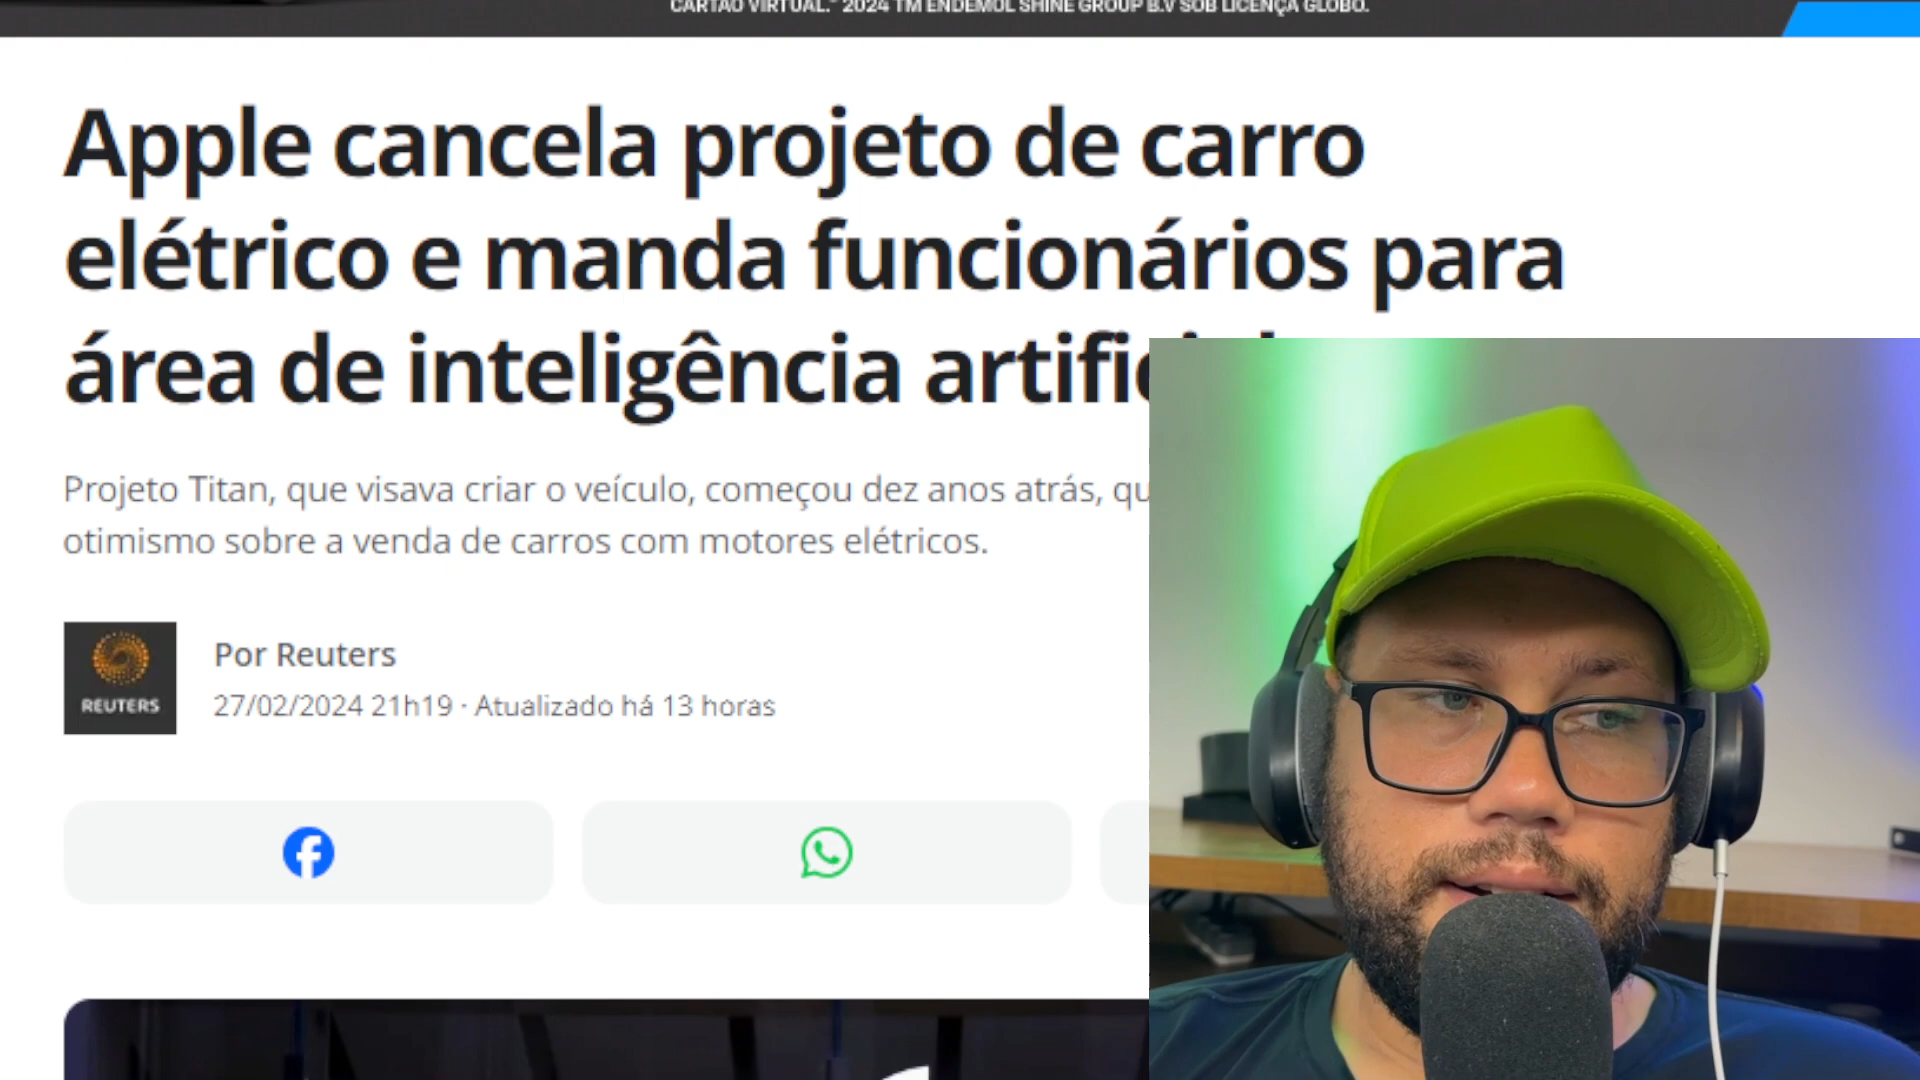 CARTÃO VIRTUAL." 2024 TM ENDEMOL SHINE GROUP B.V SOB LICENÇA GLOBO.
Apple cancela projeto de carro
elétrico e manda funcionários para
área de inteligência
Projeto Titan, que visava criar o veículo, começou dez anos atrás,
otimismo sobre a venda de carros com motores elétricos.
REUTERS
Por Reuters
27/02/2024 21h19 · Atualizado há 13 horas